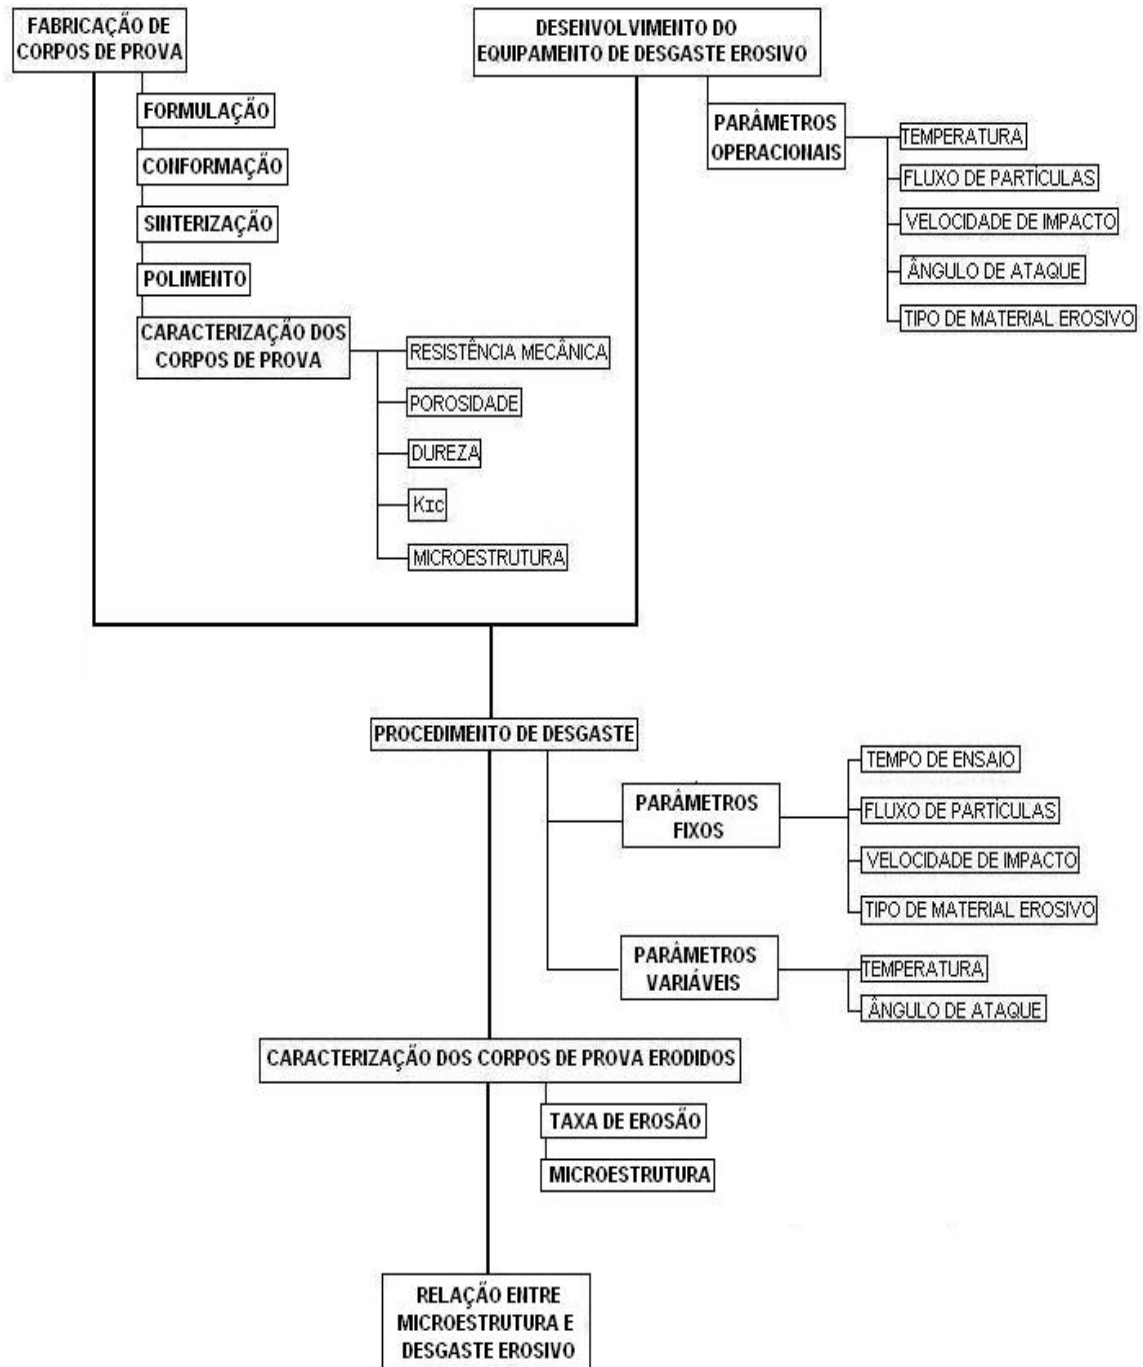 FABRICAÇÃO DE
CORPOS DE PROVA
FORMULAÇÃO
CONFORMAÇÃO
SINTERIZAÇÃO
POLIMENTO
CARACTERIZAÇÃO DOS
CORPOS DE PROVA
RESISTÊNCIA MECÂNICA
POROSIDADE
DUREZA
KIC
MICROESTRUTURA
DESENVOLVIMENTO DO
EQUIPAMENTO DE DESGASTE EROSIVO
PARÂMETROS
OPERACIONAIS
TEMPERATURA
FLUXO DE PARTÍCULAS
VELOCIDADE DE IMPACTO
ÂNGULO DE ATAQUE
TIPO DE MATERIAL EROSIVO
PROCEDIMENTO DE DESGASTE
PARÂMETROS
FIXOS
TEMPO DE ENSAIO
FLUXO DE PARTÍCULAS
VELOCIDADE DE IMPACTO
TIPO DE MATERIAL EROSIVO
PARÂMETROS
VARIÁVEIS
TEMPERATURA
ÂNGULO DE ATAQUE
CARACTERIZAÇÃO DOS CORPOS DE PROVA ERODIDOS
TAXA DE EROSÃO
MICROESTRUTURA
RELAÇÃO ENTRE
MICROESTRUTURA E
DESGASTE EROSIVO